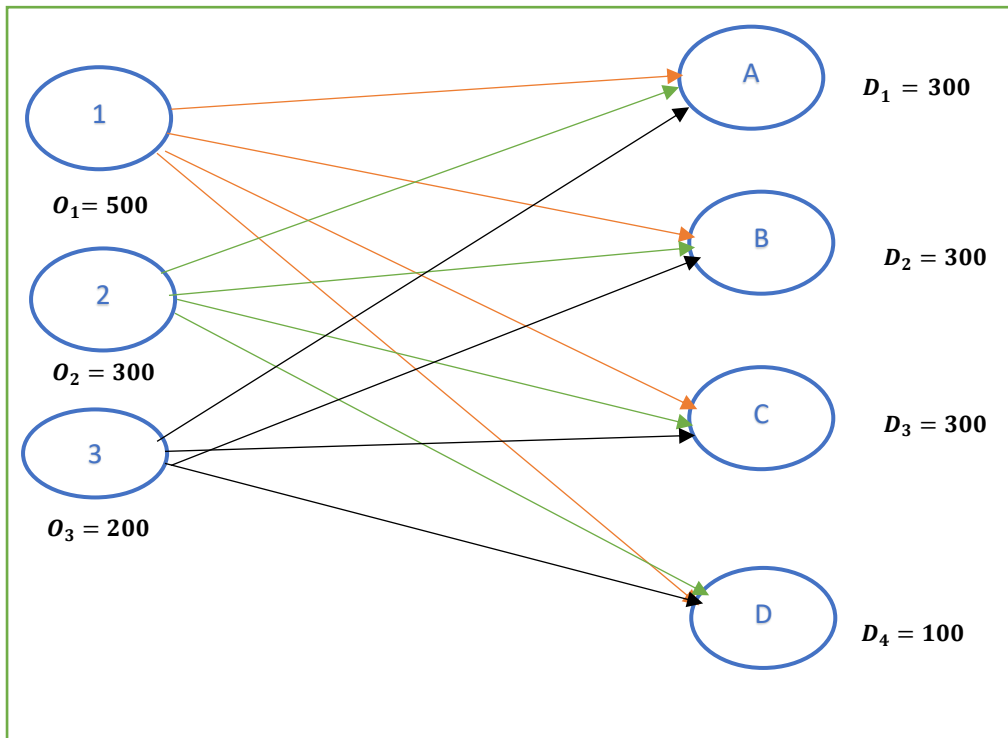 1
O₁= 500
2
O₂ = 300
3
O₃ = 200
A
D₁ = 300
B
D₂ = 300
C
D₃ = 300
D
D₄ = 100